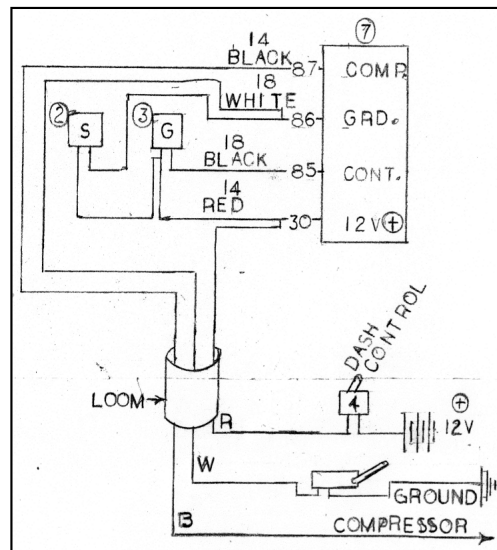 14
BLACK
87
COMP.
7
18
WHITE
86
GRD.
2
S
3
G
18
BLACK
85
CONT.
14
RED
30
12V +
DASH
CONTROL
4
LOOM
R
+
12V
W
GROUND
B
COMPRESSOR